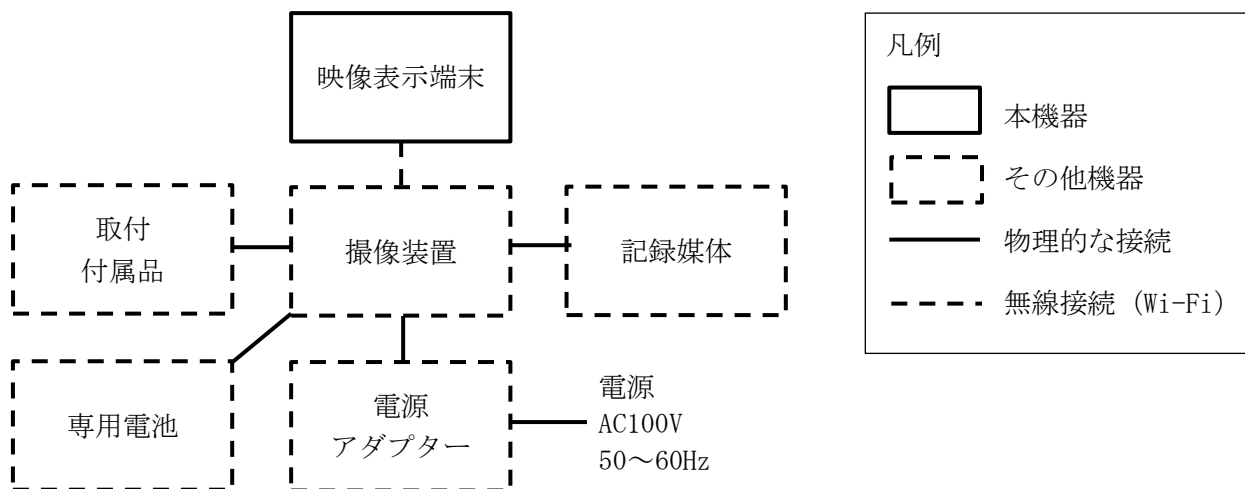 映像表示端末
取付
付属品
撮像装置
記録媒体
専用電池
電源
アダプター
電源
AC100V
50～60Hz
凡例
本機器
その他機器
物理的な接続
無線接続 (Wi-Fi)